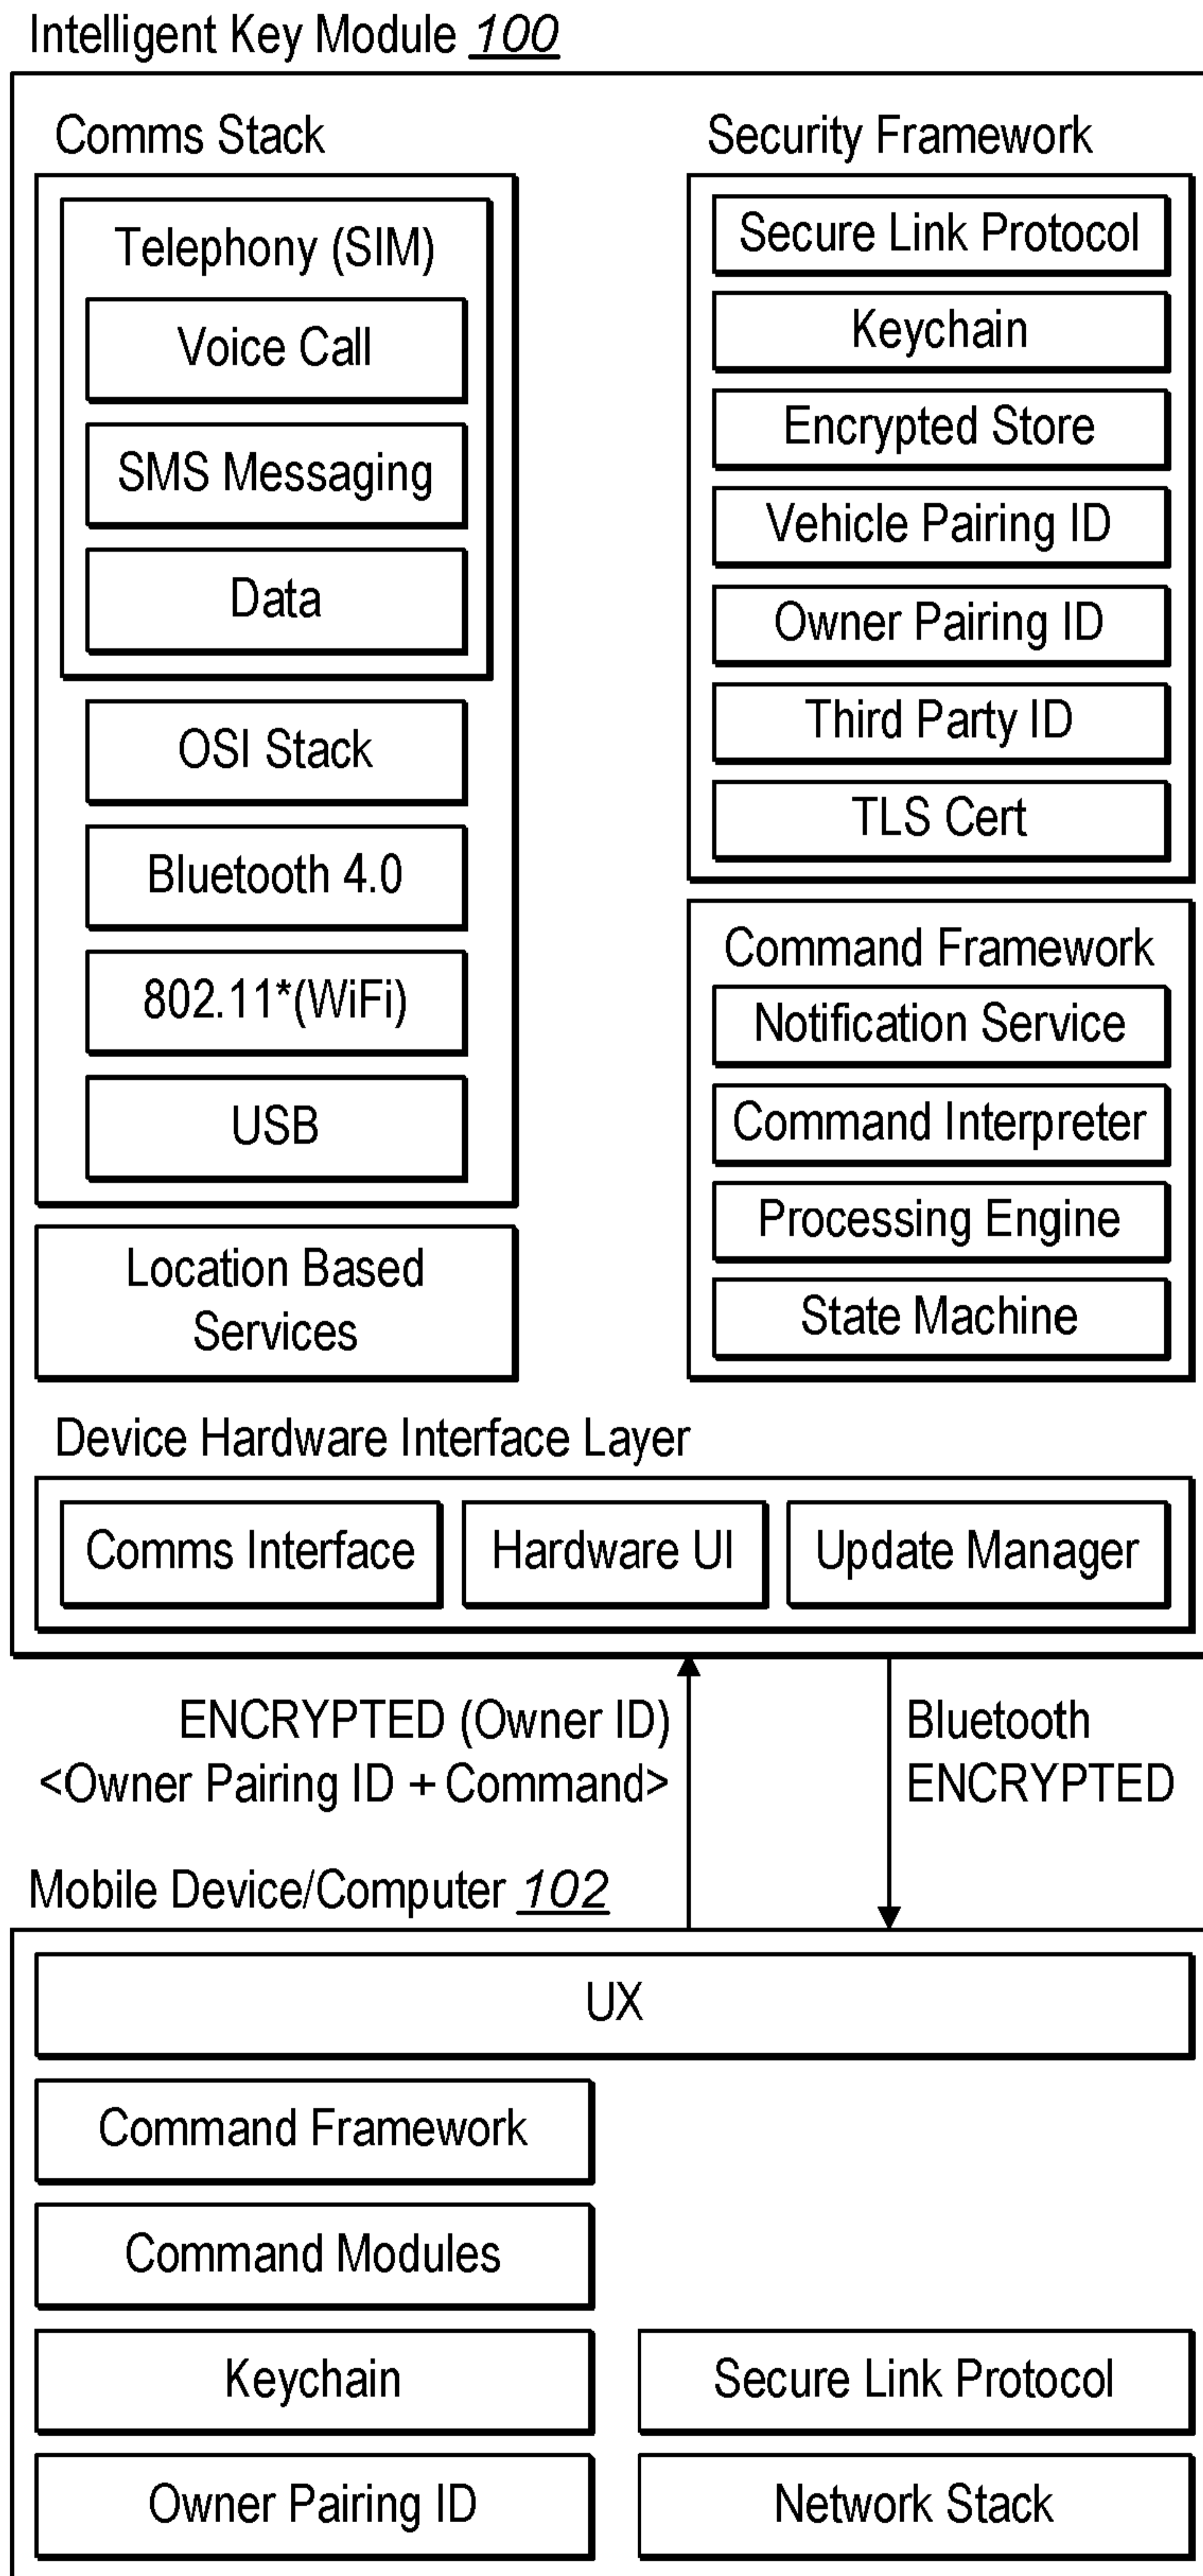 Intelligent Key Module 100
Comms Stack
Telephony (SIM)
Voice Call
SMS Messaging
Data
OSI Stack
Bluetooth 4.0
802.11*(WiFi)
USB
Location Based
Services
Security Framework
Secure Link Protocol
Keychain
Encrypted Store
Vehicle Pairing ID
Owner Pairing ID
Third Party ID
TLS Cert
Command Framework
Notification Service
Command Interpreter
Processing Engine
State Machine
Device Hardware Interface Layer
Comms Interface
Hardware UI
Update Manager
ENCRYPTED (Owner ID)
<Owner Pairing ID + Command>
Bluetooth
ENCRYPTED
Mobile Device/Computer 102
UX
Command Framework
Command Modules
Keychain
Owner Pairing ID
Secure Link Protocol
Network Stack